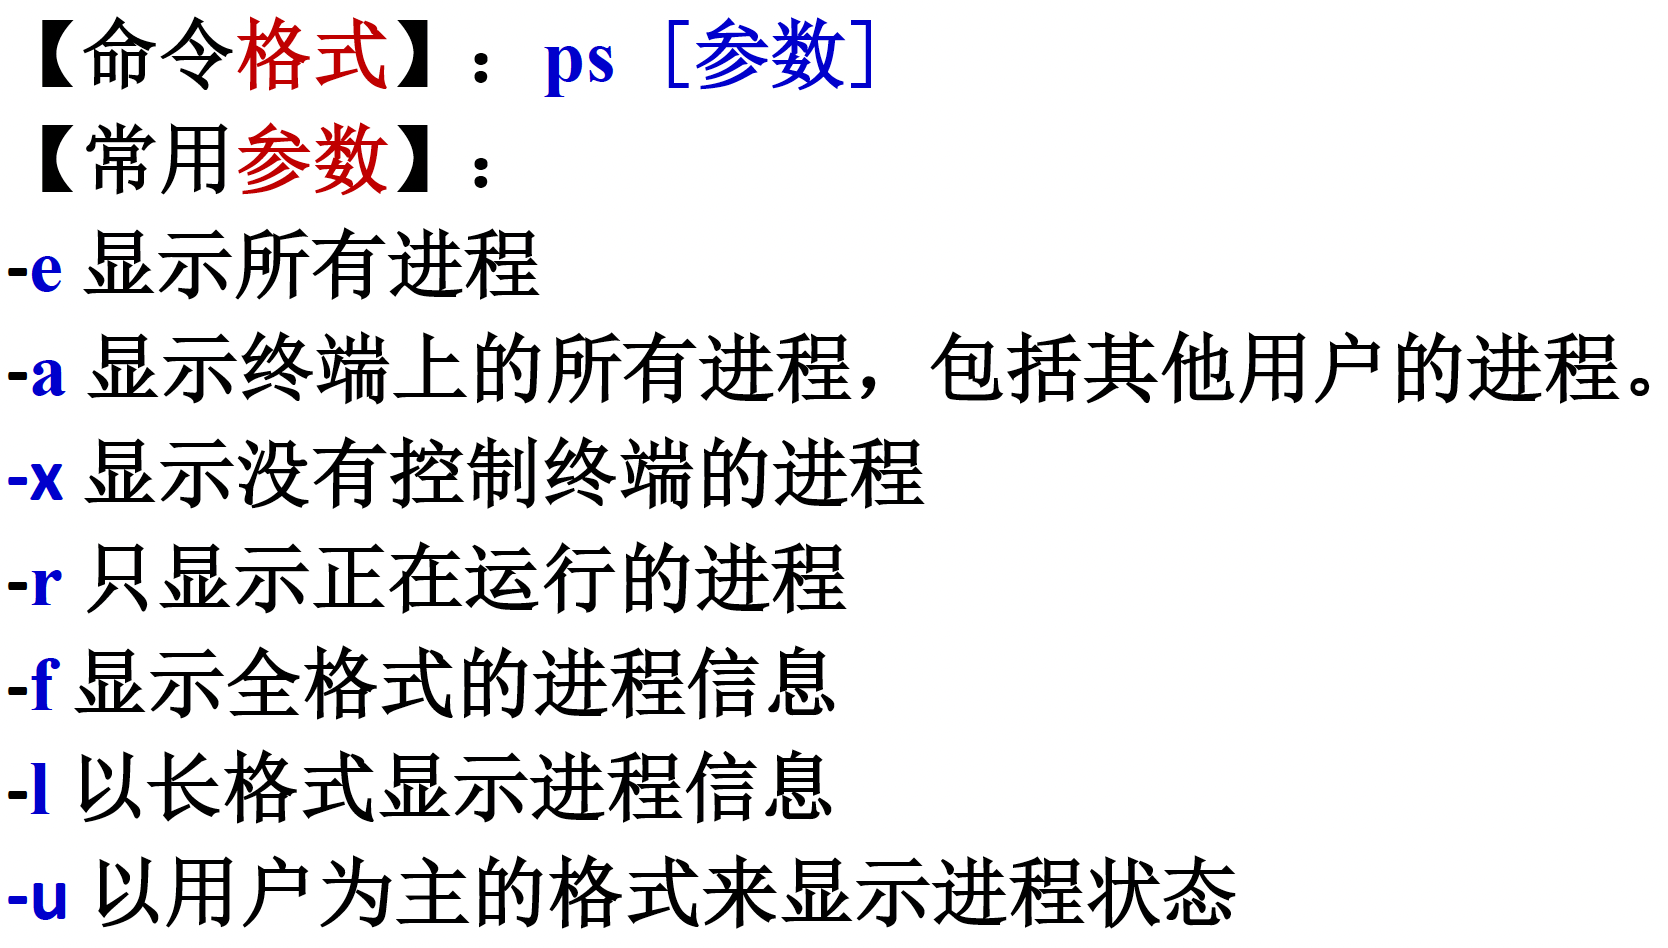 【命令格式】：ps [参数]
【常用参数】：
-e 显示所有进程
-a 显示终端上的所有进程，包括其他用户的进程。
-x 显示没有控制终端的进程
-r 只显示正在运行的进程
-f 显示全格式的进程信息
-l 以长格式显示进程信息
-u 以用户为主的格式来显示进程状态